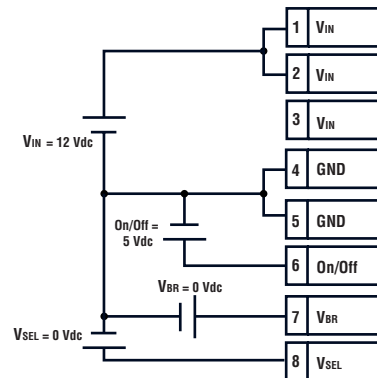 1 VIN
2 VIN
3 VIN
VIN = 12 Vdc
4 GND
5 GND
On/Off =
5 Vdc
6 On/Off
VBR = 0 Vdc
7 VBR
VSEL = 0 Vdc
8 VSEL